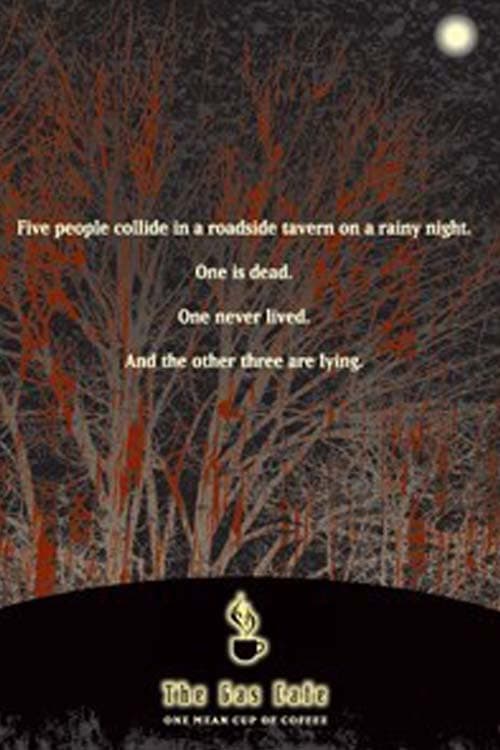 Five people collide in a roadside tavern on a rainy night.
One is dead.
One never lived.
And the other three are lying.
The Gas Cafe
ONE MEAN CUP OF COFFEE